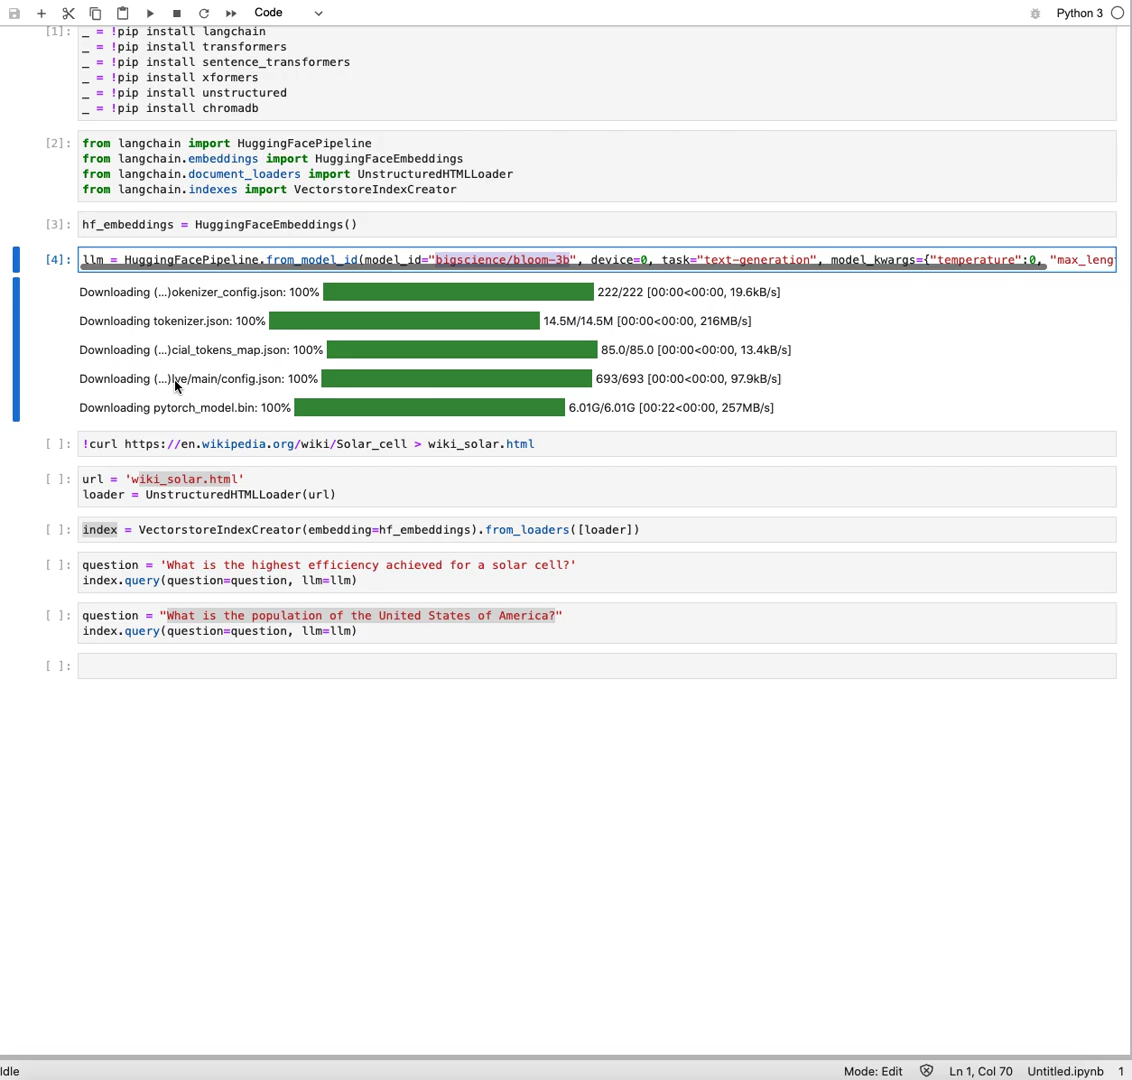 Code
Python 3
[1]:
_ = !pip install langchain
_ = !pip install transformers
_ = !pip install sentence_transformers
_ = !pip install xformers
_ = !pip install unstructured
_ = !pip install chromadb
[2]:
from langchain import HuggingFacePipeline
from langchain.embeddings import HuggingFaceEmbeddings
from langchain.document_loaders import UnstructuredHTMLLoader
from langchain.indexes import VectorstoreIndexCreator
[3]: hf_embeddings = HuggingFaceEmbeddings()
[4]: llm = HuggingFacePipeline.from_model_id(model_id="bigscience/bloom-3b", device=0, task="text-generation", model_kwargs={"temperature":0, "max_leng
Downloading (...)okenizer_config.json: 100% 222/222 [00:00<00:00, 19.6kB/s]
Downloading tokenizer.json: 100% 14.5M/14.5M [00:00<00:00, 216MB/s]
Downloading (...)cial_tokens_map.json: 100% 85.0/85.0 [00:00<00:00, 13.4kB/s]
Downloading (...)lve/main/config.json: 100% 693/693 [00:00<00:00, 97.9kB/s]
Downloading pytorch_model.bin: 100% 6.01G/6.01G [00:22<00:00, 257MB/s]
[ ]: !curl https://en.wikipedia.org/wiki/Solar_cell > wiki_solar.html
[ ]: url = 'wiki_solar.html'
loader = UnstructuredHTMLLoader(url)
[ ]: index = VectorstoreIndexCreator(embedding=hf_embeddings).from_loaders([loader])
[ ]: question = 'What is the highest efficiency achieved for a solar cell?'
index.query(question=question, llm=llm)
[ ]: question = "What is the population of the United States of America?"
index.query(question=question, llm=llm)
[ ]:
Idle
Mode: Edit
Ln 1, Col 70
Untitled.ipynb
1